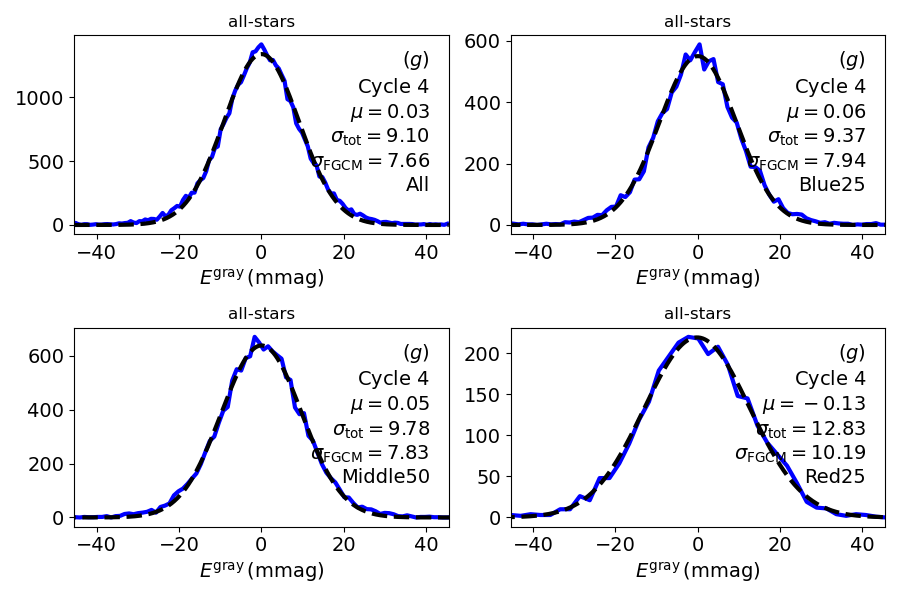 all-stars
(g)
Cycle 4
μ = 0.03
σtot = 9.10
σFGCM = 7.66
All
1000
500
0
−40 −20 0 20 40
E^gray (mmag)
all-stars
(g)
Cycle 4
μ = 0.06
σtot = 9.37
σFGCM = 7.94
Blue25
600
400
200
0
−40 −20 0 20 40
E^gray (mmag)
all-stars
(g)
Cycle 4
μ = 0.05
σtot = 9.78
σFGCM = 7.83
Middle50
600
400
200
0
−40 −20 0 20 40
E^gray (mmag)
all-stars
(g)
Cycle 4
μ = −0.13
σtot = 12.83
σFGCM = 10.19
Red25
200
150
100
50
0
−40 −20 0 20 40
E^gray (mmag)